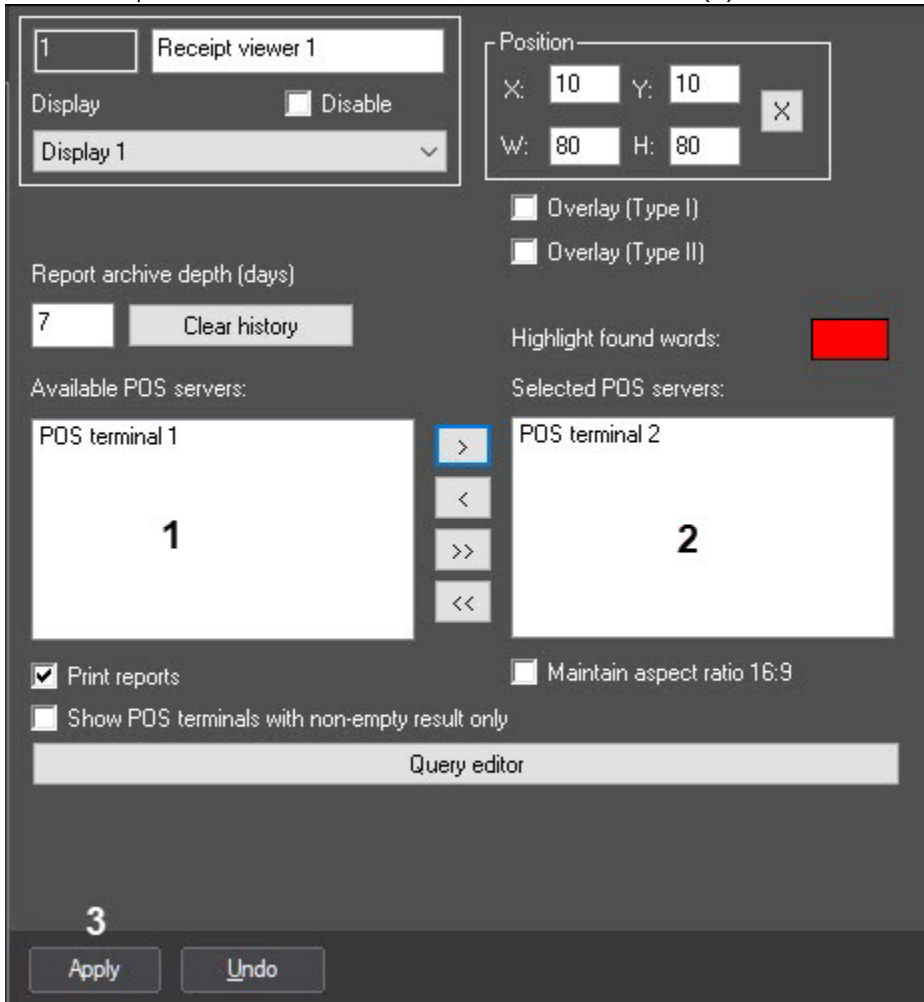 1
Receipt viewer 1
Display
Disable
Display 1
Position
X: 10 Y: 10
X
W: 80 H: 80
Overlay (Type I)
Overlay (Type II)
Report archive depth (days)
7
Clear history
Highlight found words:
Available POS servers:
Selected POS servers:
POS terminal 1
POS terminal 2
>
<
>>
<<
1
2
Print reports
Maintain aspect ratio 16:9
Show POS terminals with non-empty result only
Query editor
3
Apply
Undo